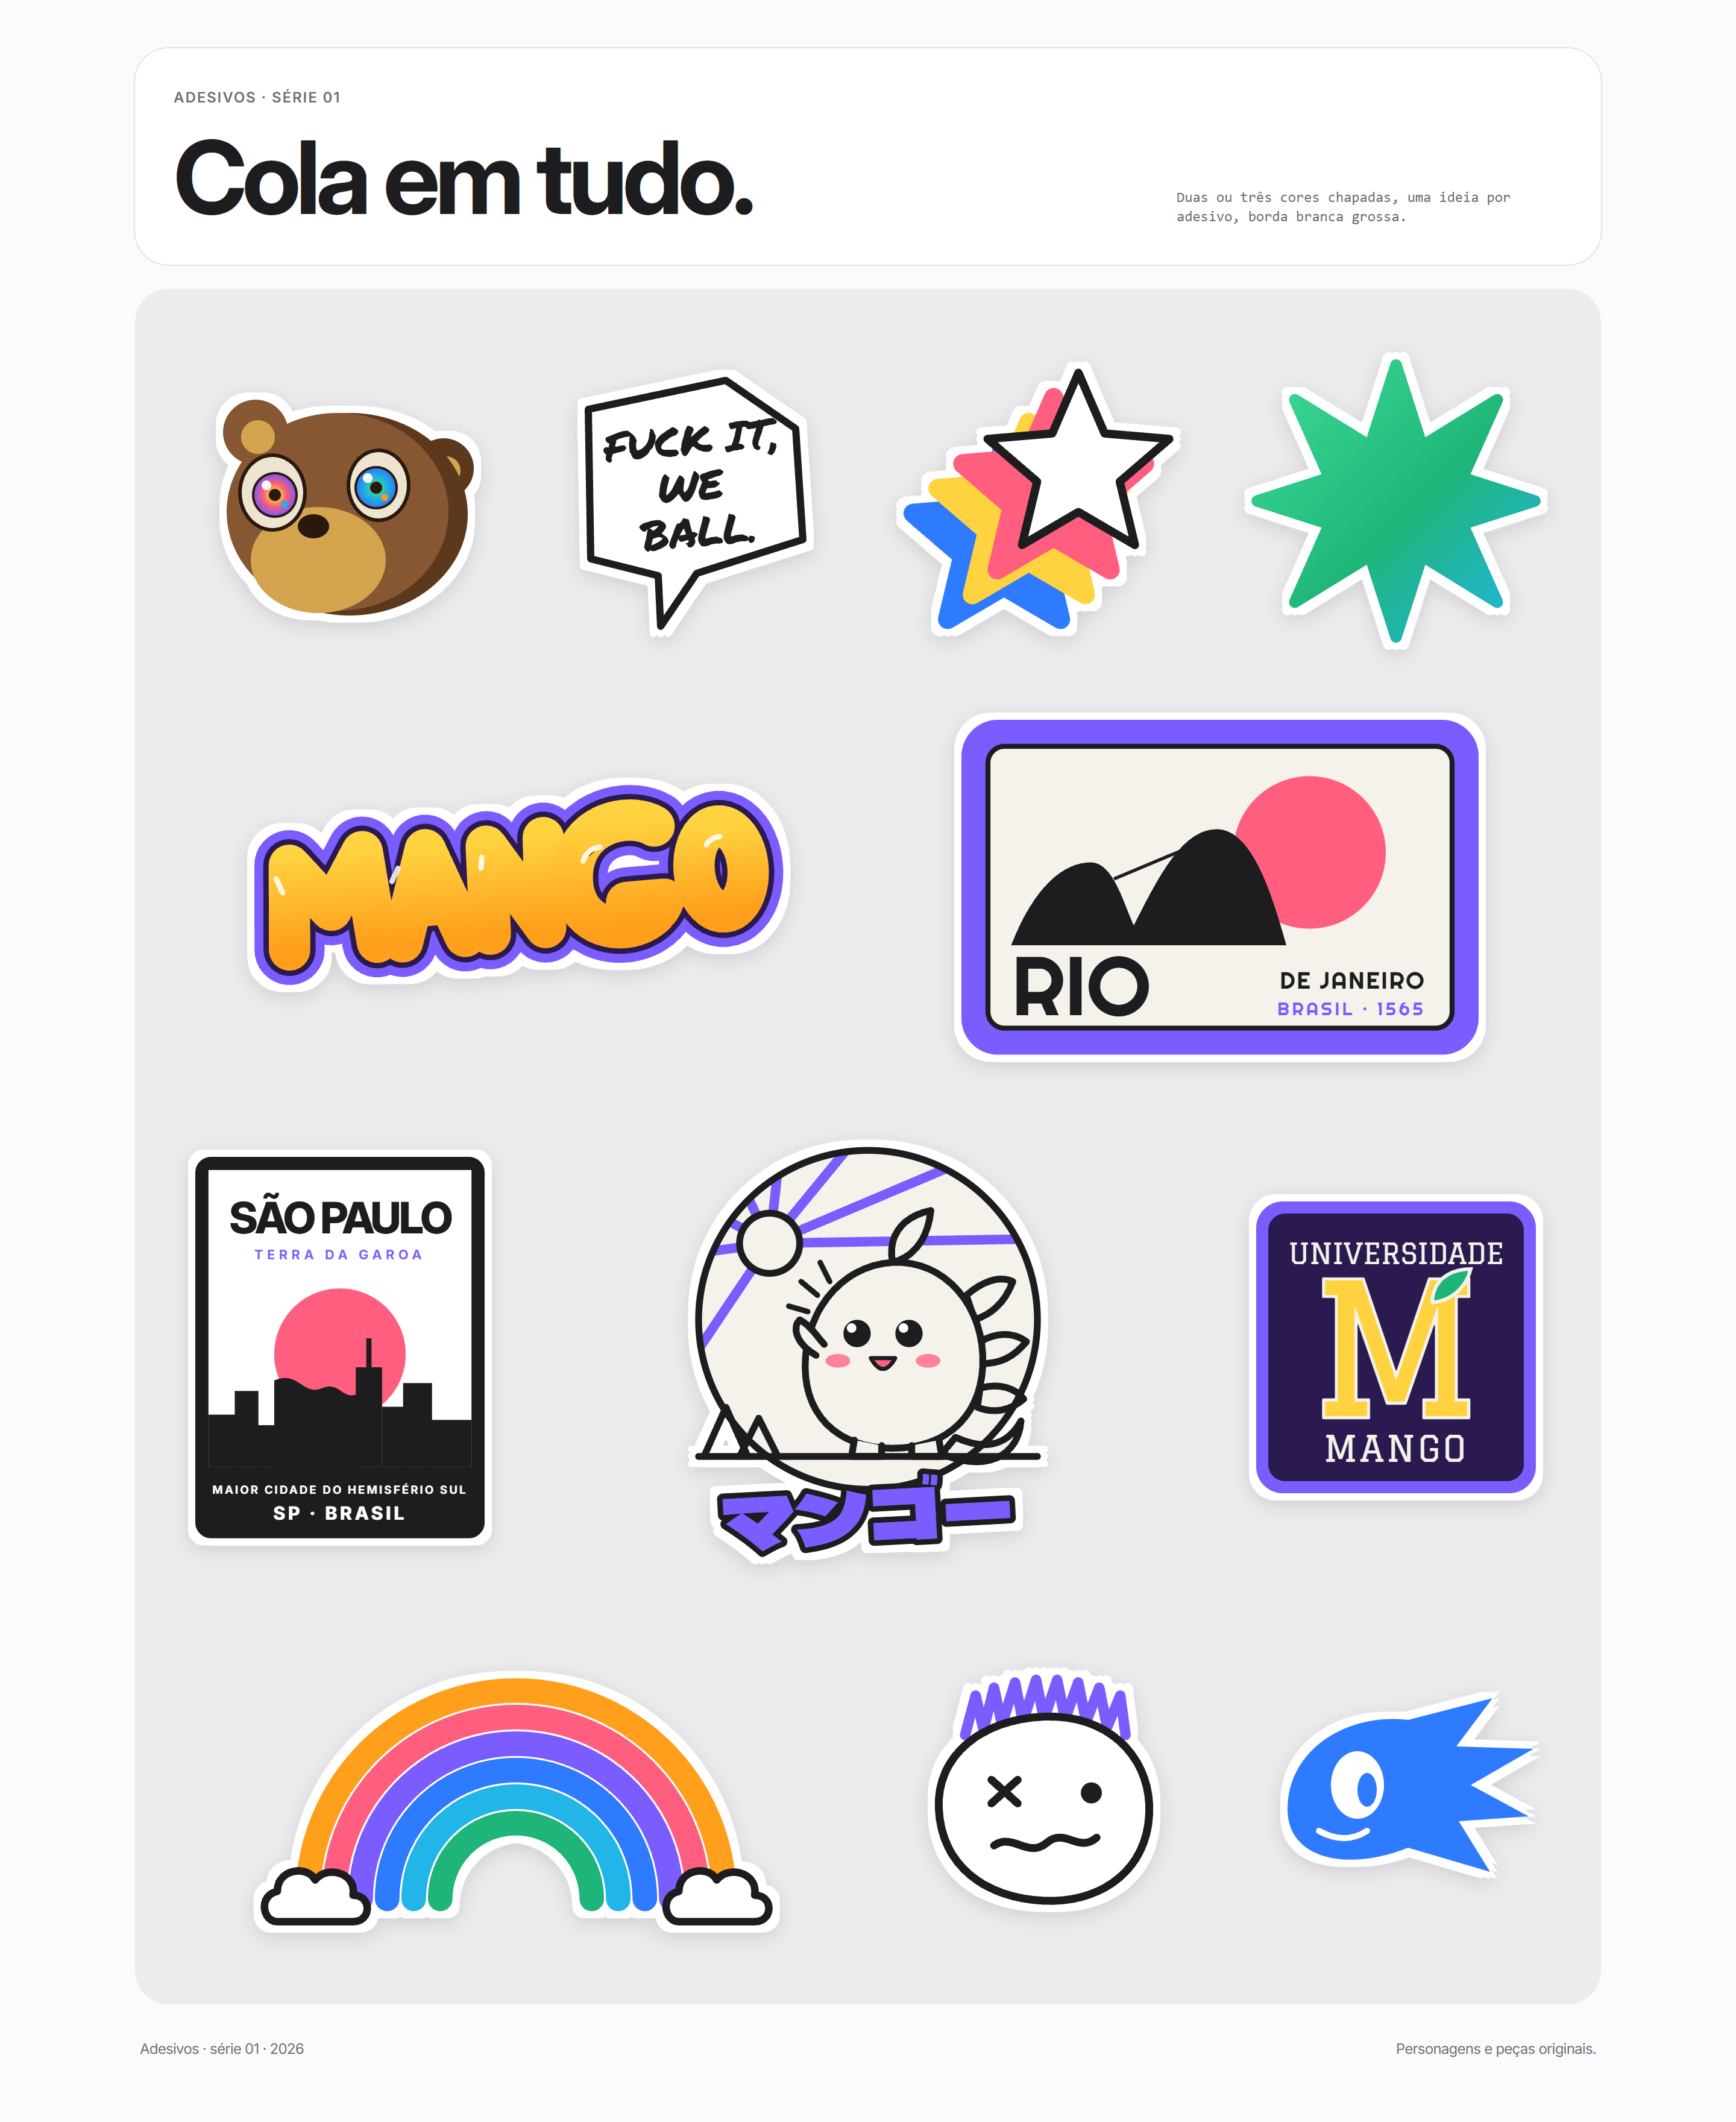 ADESIVOS · SÉRIE 01
Cola em tudo.
Duas ou três cores chapadas, uma ideia por
adesivo, borda branca grossa.
FUCK IT,
WE
BALL.
MANGO
RIO
DE JANEIRO
BRASIL · 1565
SÃO PAULO
TERRA DA GAROA
MAIOR CIDADE DO HEMISFÉRIO SUL
SP · BRASIL
マンゴー
UNIVERSIDADE
M
MANGO
Adesivos · série 01 · 2026
Personagens e peças originais.